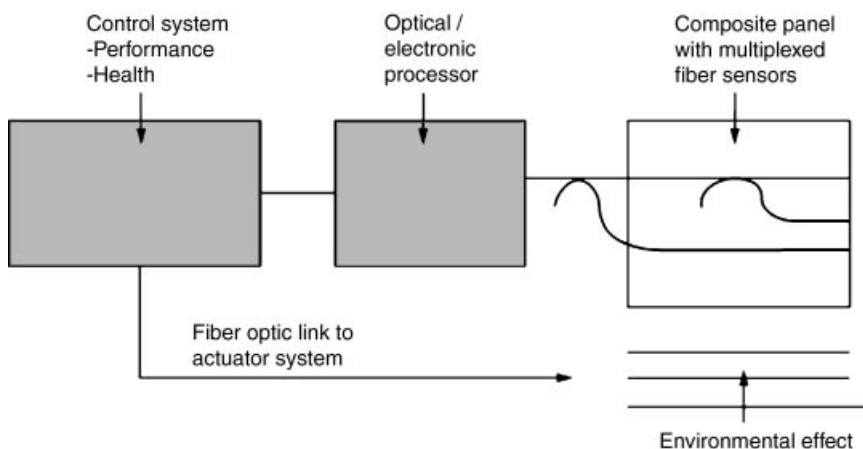 Control system
-Performance
-Health
Optical /
electronic
processor
Composite panel
with multiplexed
fiber sensors
Fiber optic link to
actuator system
Environmental effect